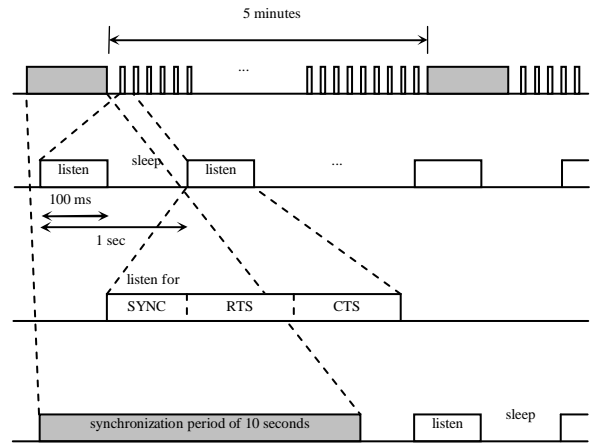 5 minutes
...
listen
sleep
listen
...
100 ms
1 sec
listen for
SYNC
RTS
CTS
synchronization period of 10 seconds
listen
sleep